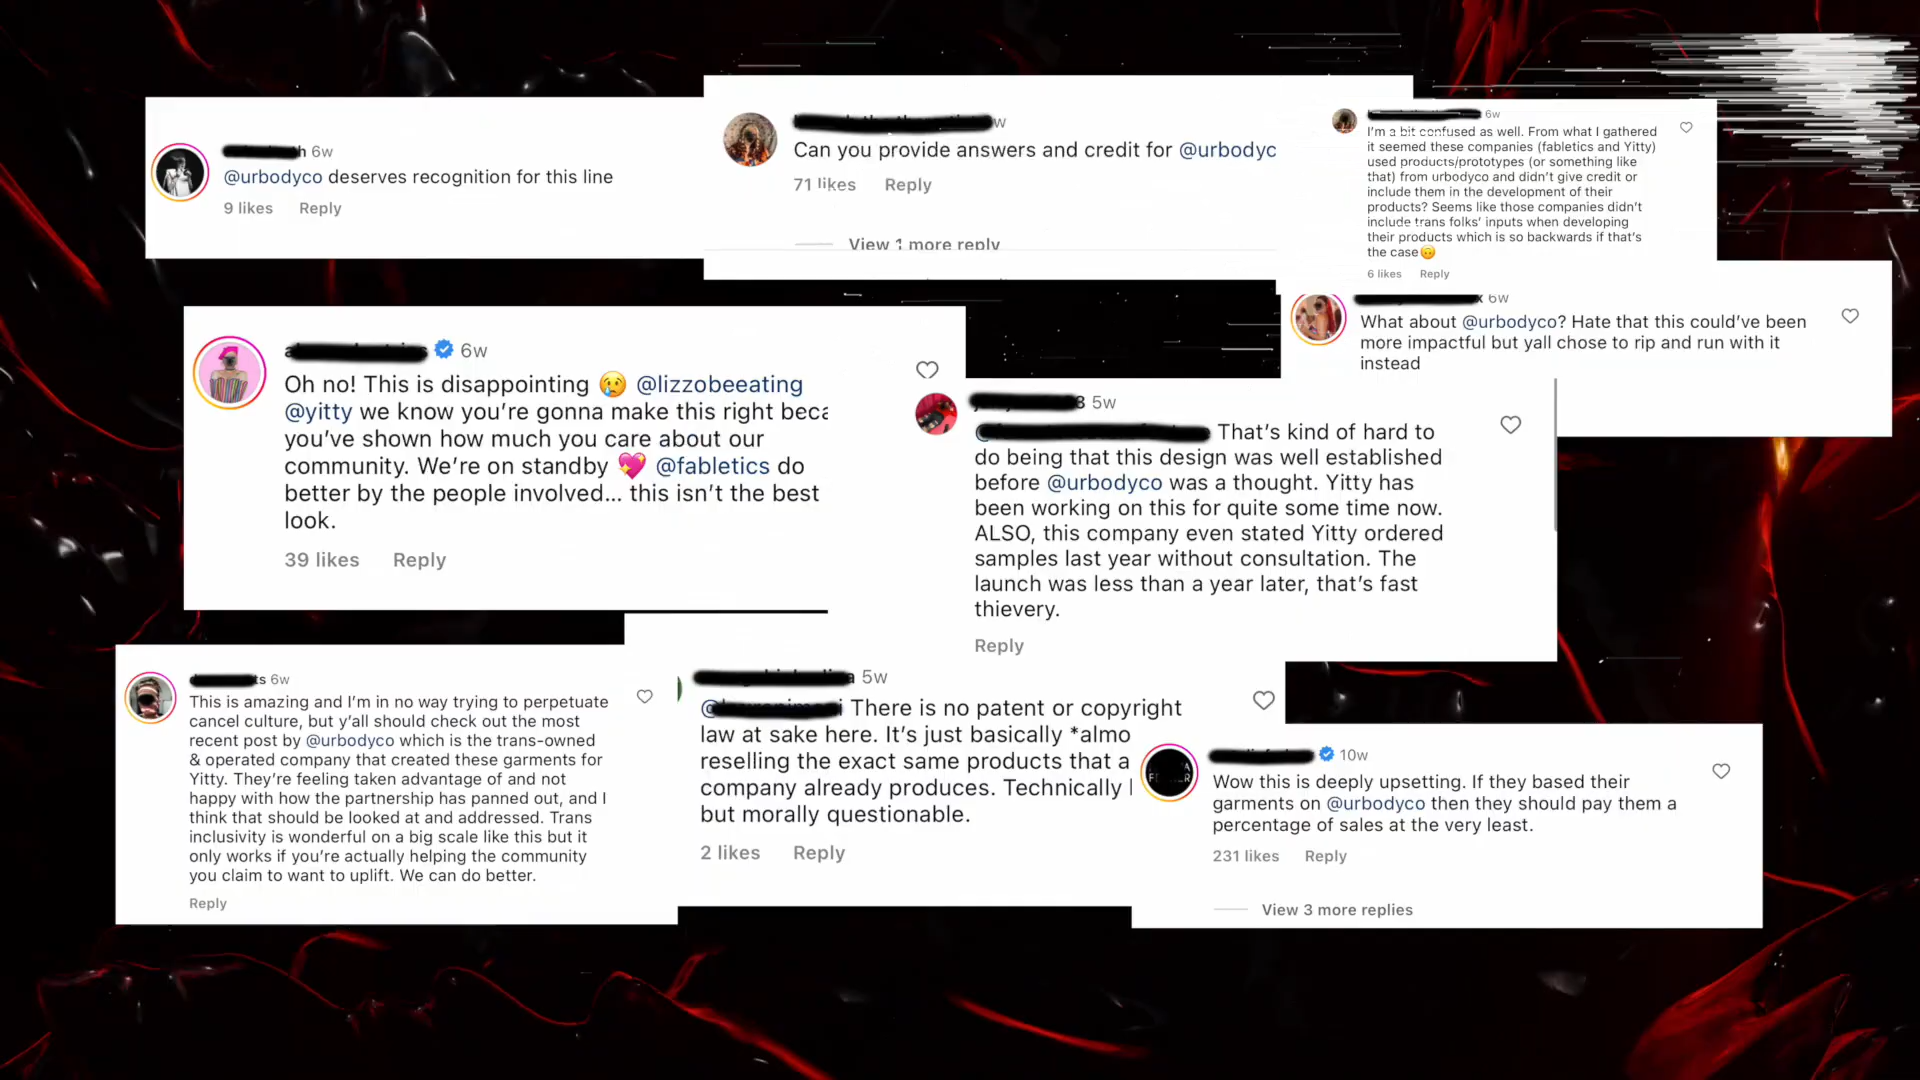 6w
@urbodyco deserves recognition for this line
9 likes Reply
w
Can you provide answers and credit for @urbodyc
71 likes Reply
View 1 more reply
6w
I'm a bit confused as well. From what I gathered
it seemed these companies (fabletics and Yitty)
used products/prototypes (or something like
that) from urbodyco and didn't give credit or
include them in the development of their
products? Seems like those companies didn't
include trans folks' inputs when developing
their products which is so backwards if that's
the case🙃
6 likes Reply
6w
What about @urbodyco? Hate that this could've been
more impactful but yall chose to rip and run with it
instead
6w
Oh no! This is disappointing 😢 @lizzobeeating
@yitty we know you're gonna make this right beca
you've shown how much you care about our
community. We're on standby 💖 @fabletics do
better by the people involved... this isn't the best
look.
39 likes Reply
3 5w
@ That's kind of hard to
do being that this design was well established
before @urbodyco was a thought. Yitty has
been working on this for quite some time now.
ALSO, this company even stated Yitty ordered
samples last year without consultation. The
launch was less than a year later, that's fast
thievery.
Reply
ts 6w
This is amazing and I'm in no way trying to perpetuate
cancel culture, but y'all should check out the most
recent post by @urbodyco which is the trans-owned
& operated company that created these garments for
Yitty. They're feeling taken advantage of and not
happy with how the partnership has panned out, and I
think that should be looked at and addressed. Trans
inclusivity is wonderful on a big scale like this but it
only works if you're actually helping the community
you claim to want to uplift. We can do better.
Reply
5w
@ There is no patent or copyright
law at sake here. It's just basically *almo
reselling the exact same products that a
company already produces. Technically l
but morally questionable.
2 likes Reply
10w
Wow this is deeply upsetting. If they based their
garments on @urbodyco then they should pay them a
percentage of sales at the very least.
231 likes Reply
View 3 more replies